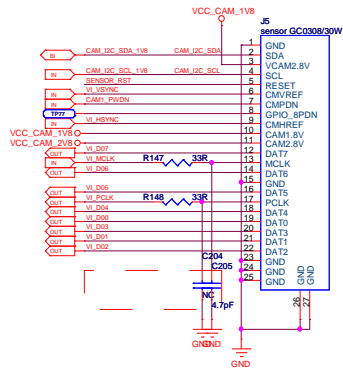 VCC_CAM_1V8
J5
sensor GC0308/30W
1 GND
BI CAM_I2C_SDA_1V8 CAM_I2C_SDA 2 SDA
3 VCAM2.8V
IN CAM_I2C_SCL_1V8 CAM_I2C_SCL 4 SCL
SENSOR_RST 5 RESET
IN VI_VSYNC 6 CMVREF
IN CAM1_PWDN 7 CMPDN
TP77 8 GPIO_8PDN
IN VI_HSYNC 9 CMHREF
VCC_CAM_1V8 10 CAM1.8V
VCC_CAM_2V8 11 CAM2.8V
OUT VI_D07 12 DAT7
IN VI_MCLK R147 33R 13 MCLK
OUT VI_D06 14 DAT6
15 GND
OUT VI_D05 16 DAT5
OUT VI_PCLK R148 33R 17 PCLK
OUT VI_D04 18 DAT4
OUT VI_D00 19 DAT0
OUT VI_D03 20 DAT3
OUT VI_D01 21 DAT1
OUT VI_D02 22 DAT2
23 GND
24 GND
25 GND
C204
C205
NC
4.7pF
GND
GND
26 GND
27 GND
GND